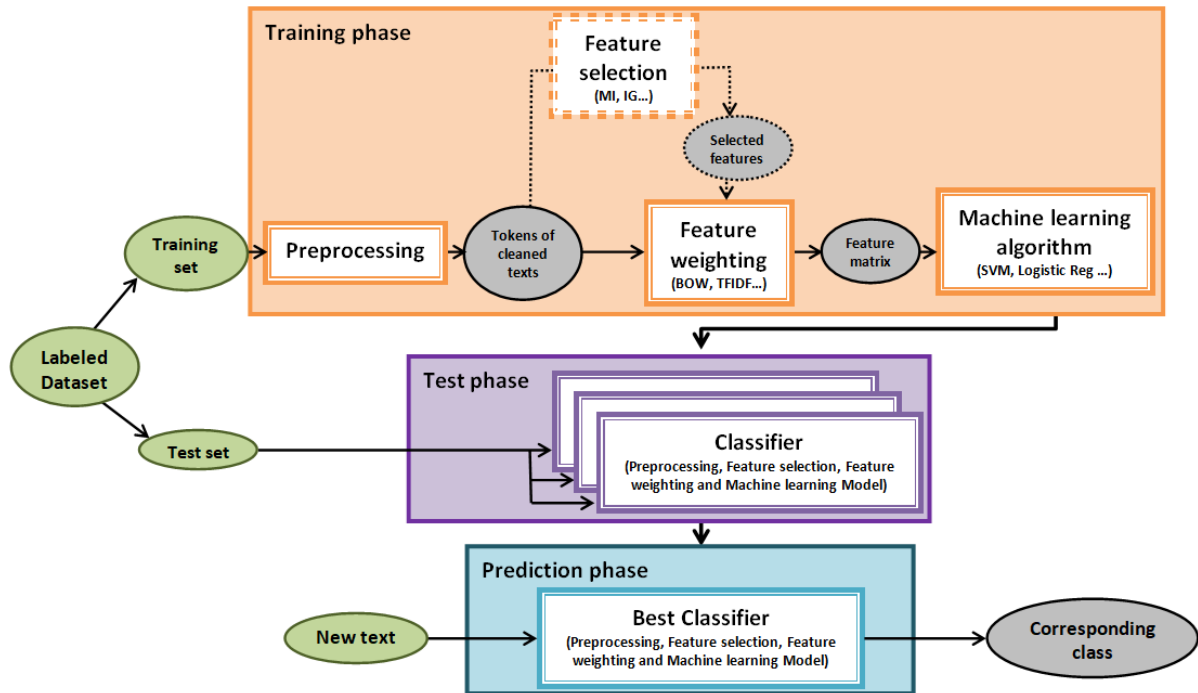 Training phase
Feature
selection
(MI, IG...)
Selected
features
Training
set
Preprocessing
Tokens of
cleaned
texts
Feature
weighting
(BOW, TFIDF...)
Feature
matrix
Machine learning
algorithm
(SVM, Logistic Reg ...)
Labeled
Dataset
Test set
Test phase
Classifier
(Preprocessing, Feature selection, Feature
weighting and Machine learning Model)
Prediction phase
New text
Best Classifier
(Preprocessing, Feature selection, Feature
weighting and Machine learning Model)
Corresponding
class